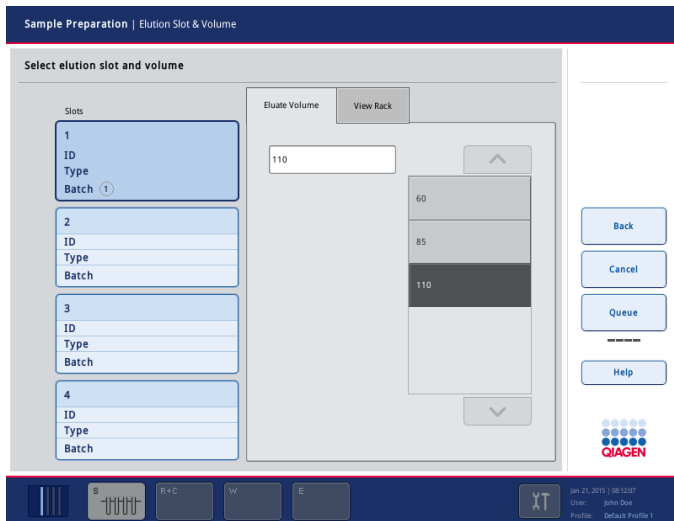 Sample Preparation | Elution Slot & Volume
Select elution slot and volume
Slots
1
ID
Type
Batch 1
2
ID
Type
Batch
3
ID
Type
Batch
4
ID
Type
Batch
Eluate Volume
View Rack
110
60
85
110
Back
Cancel
Queue
Help
QIAGEN
S
R+C
W
E
Jan 21, 2015 | 08:12:07
User: John Doe
Profile: Default Profile 1